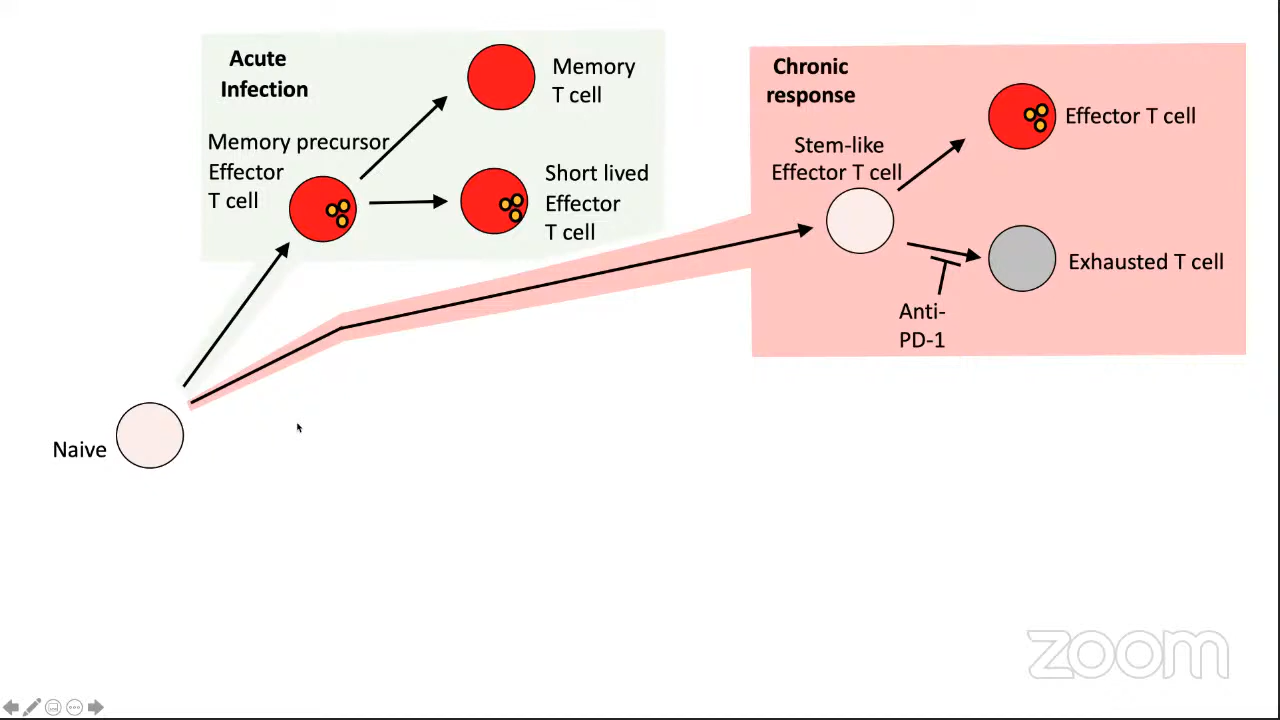 Acute
Infection
Memory precursor
Effector
T cell
Memory
T cell
Short lived
Effector
T cell
Chronic
response
Stem-like
Effector T cell
Effector T cell
Exhausted T cell
Anti-
PD-1
Naive
zoom